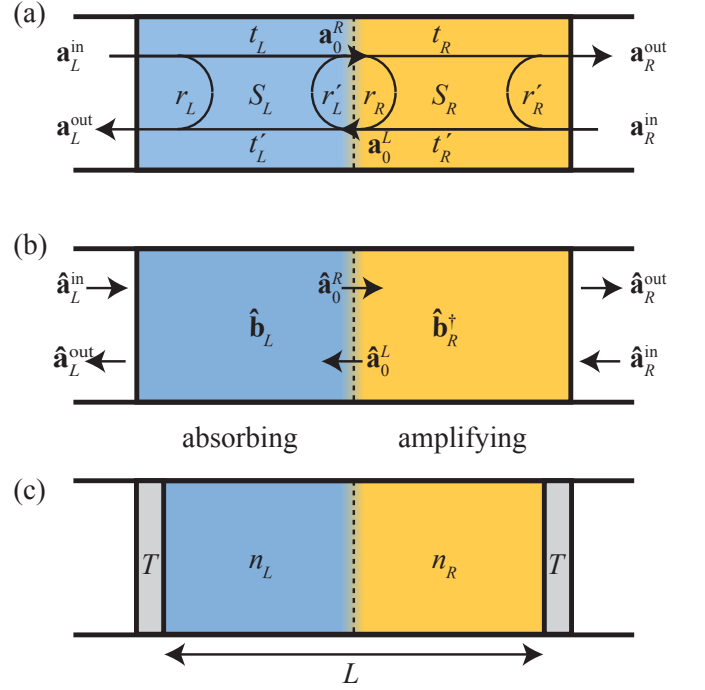 (a)
t_L a_0^R t_R
a_L^in a_R^out
r_L S_L r′_L r_R S_R r′_R
a_L^out a_R^in
t′_L a_0^L t′_R
(b)
â_L^in â_0^R â_R^out
b̂_L b̂_R^†
â_L^out â_0^L â_R^in
absorbing amplifying
(c)
T n_L n_R T
L